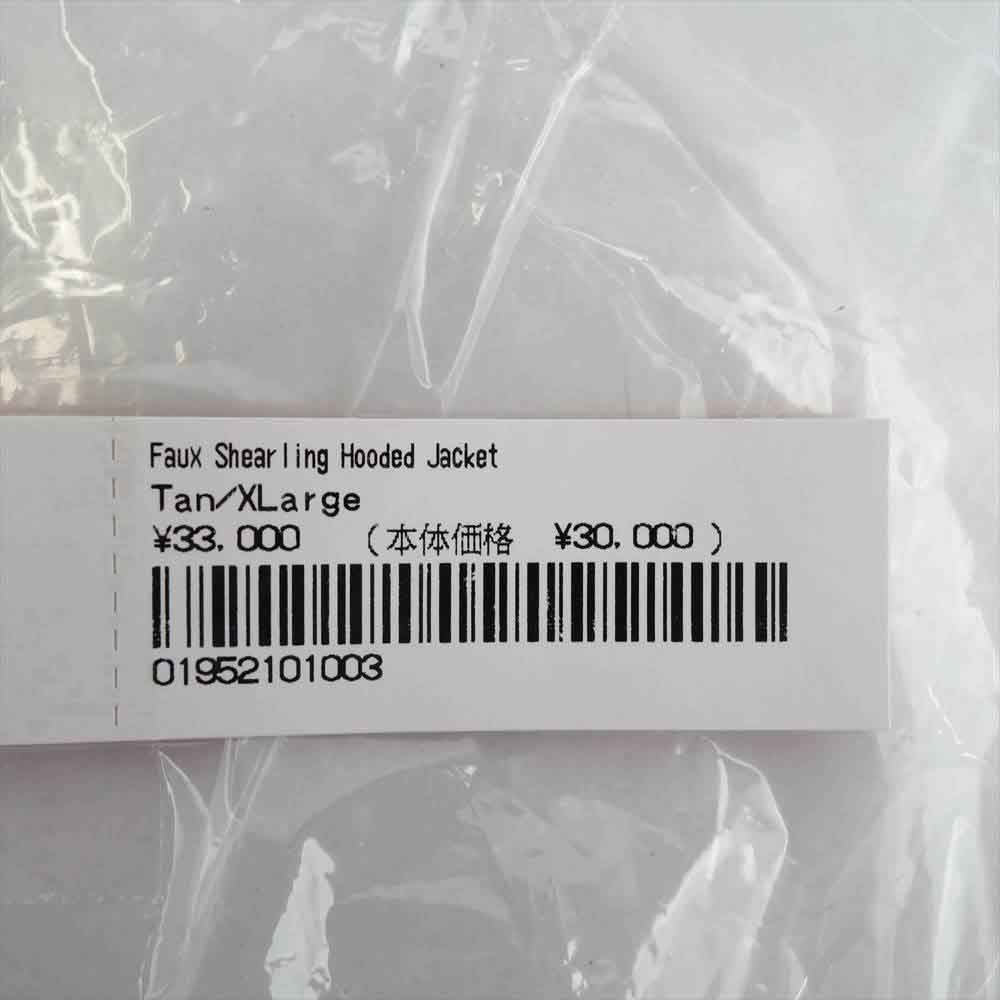 Faux Shearling Hooded Jacket
Tan/XLarge
¥33,000 (本体価格 ¥30,000)
01952101003